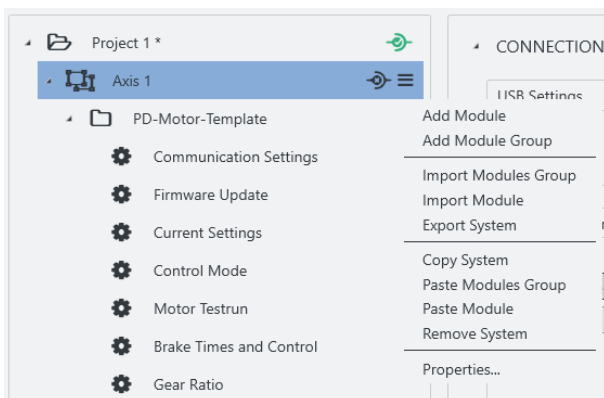 Project 1 *
CONNECTION
Axis 1
USB Settings
PD-Motor-Template
Communication Settings
Firmware Update
Current Settings
Control Mode
Motor Testrun
Brake Times and Control
Gear Ratio
Add Module
Add Module Group
Import Modules Group
Import Module
Export System
Copy System
Paste Modules Group
Paste Module
Remove System
Properties...